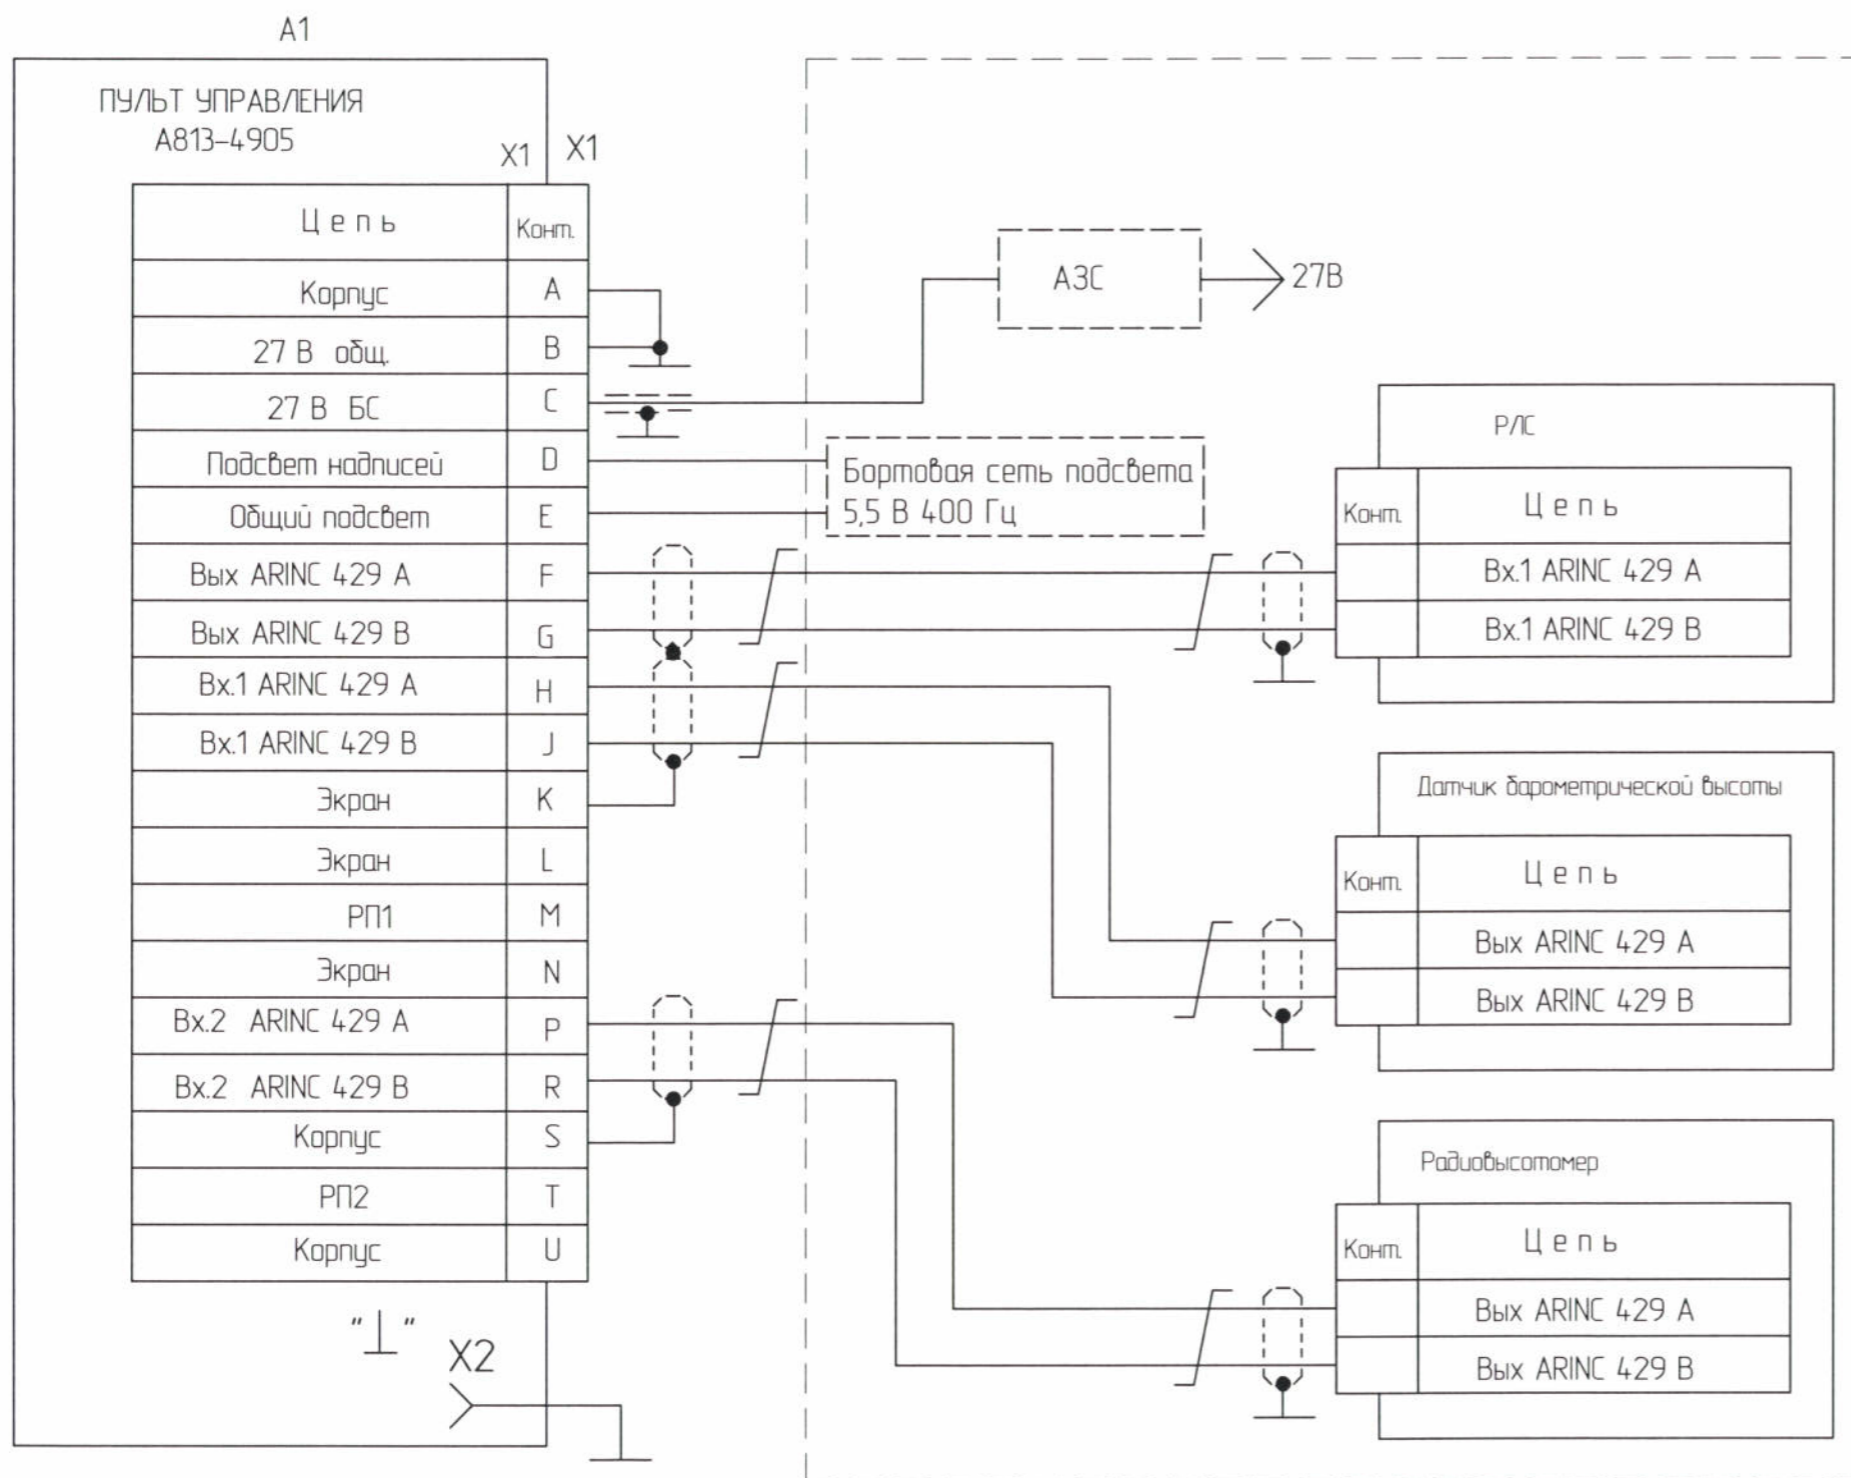 А1
ПУЛЬТ УПРАВЛЕНИЯ
А813-4905
X1 X1
Цепь Конт.
Корпус A
27 В общ. B
27 В БС C
Подсвет надписей D
Общий подсвет E
Вых ARINC 429 A F
Вых ARINC 429 B G
Вх.1 ARINC 429 A H
Вх.1 ARINC 429 B J
Экран K
Экран L
РП1 M
Экран N
Вх.2 ARINC 429 A P
Вх.2 ARINC 429 B R
Корпус S
РП2 T
Корпус U
"⊥"
X2
АЗС 27В
Бортовая сеть подсвета
5,5 В 400 Гц
РЛС
Конт. Цепь
Вх.1 ARINC 429 A
Вх.1 ARINC 429 B
Датчик барометрической высоты
Конт. Цепь
Вых ARINC 429 A
Вых ARINC 429 B
Радиовысотомер
Конт. Цепь
Вых ARINC 429 A
Вых ARINC 429 B